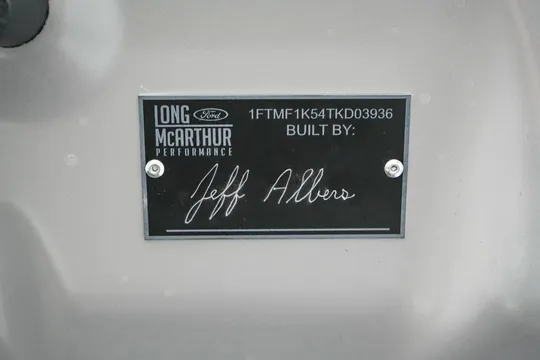 LONG Ford
McARTHUR
PERFORMANCE
1FTMF1K54TKD03936
BUILT BY:
Jeff Albers